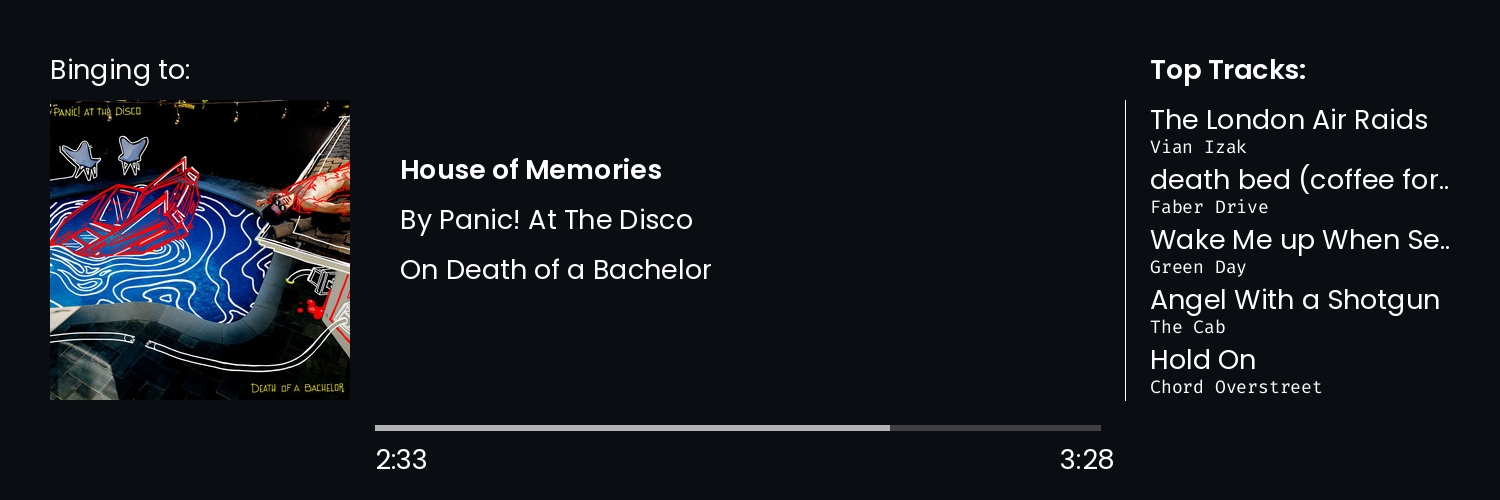 Binging to:
PANIC! AT THE DISCO
DEATH OF A BACHELOR
House of Memories
By Panic! At The Disco
On Death of a Bachelor
2:33
3:28
Top Tracks:
The London Air Raids
Vian Izak
death bed (coffee for..
Faber Drive
Wake Me up When Se..
Green Day
Angel With a Shotgun
The Cab
Hold On
Chord Overstreet